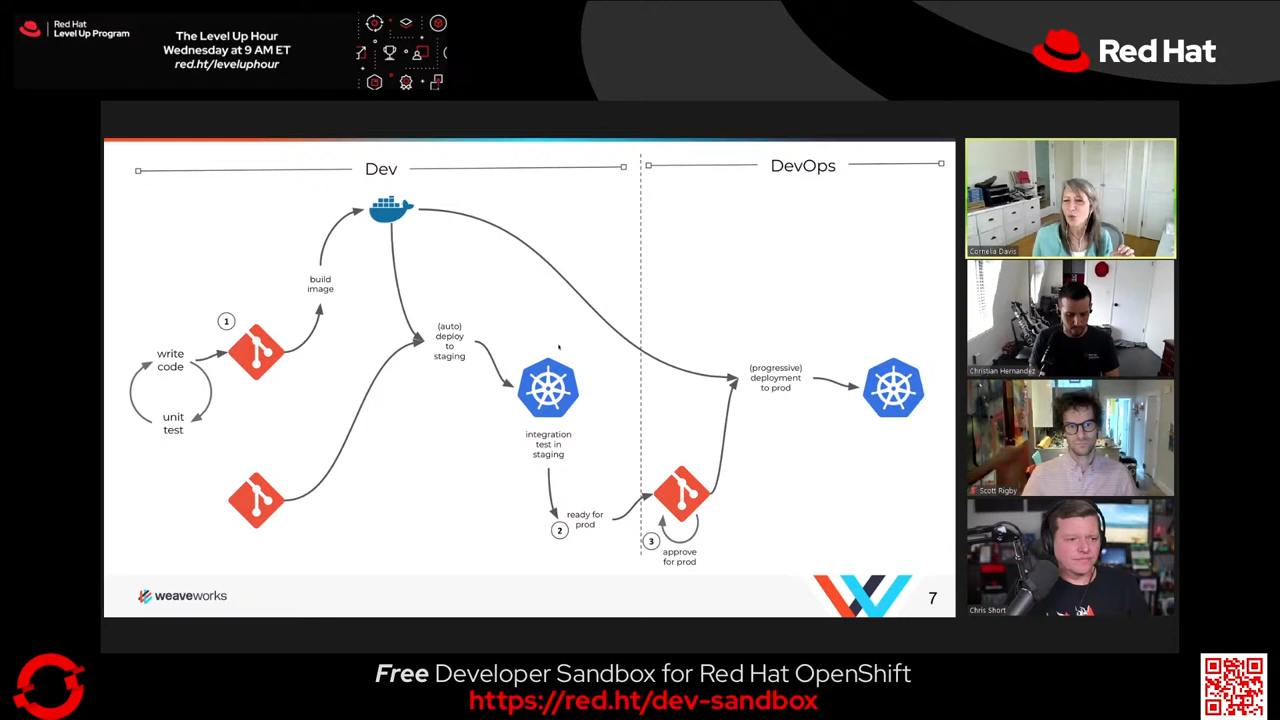 Red Hat
Level Up Program
The Level Up Hour
Wednesday at 9 AM ET
red.ht/leveluphour
Red Hat
Dev
DevOps
build
image
1
write
code
unit
test
(auto)
deploy
to
staging
integration
test in
staging
2
ready for
prod
3
approve
for prod
(progressive)
deployment
to prod
weaveworks
7
Cornelia Davis
Christian Hernandez
Scott Rigby
Chris Short
Free Developer Sandbox for Red Hat OpenShift
https://red.ht/dev-sandbox